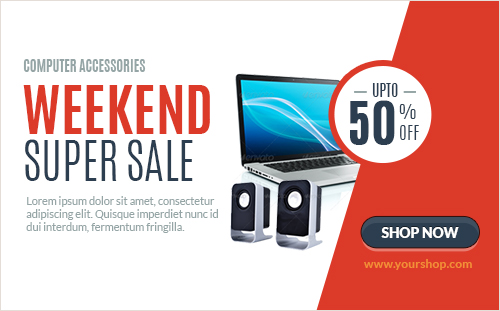 COMPUTER ACCESSORIES
WEEKEND
SUPER SALE
Lorem ipsum dolor sit amet, consectetur
adipiscing elit. Quisque imperdiet nunc id
dui interdum, fermentum fringilla.
UPTO
50% OFF
SHOP NOW
www.yourshop.com